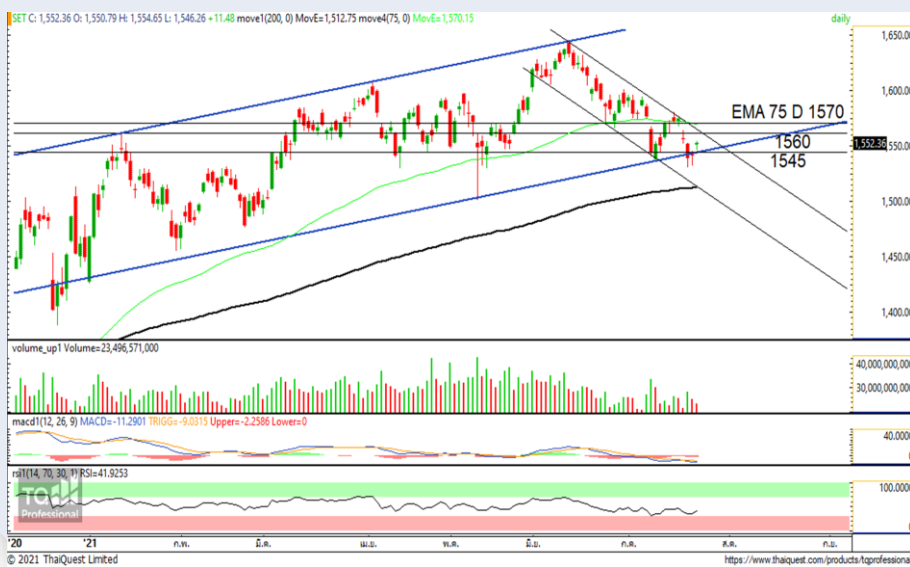 SET C: 1,552.36 O: 1,550.79 H: 1,554.65 L: 1,546.26 +11.48 move1(200, 0) MovE=1,512.75 move4(75, 0) MovE=1,570.15 daily
1,650.00
1,600.00
EMA 75 D 1570
1560
1,552.36
1,550.00
1545
1,500.00
1,450.00
1,400.00
volume_up1 Volume=23,496,571,000
40,000,000,000
30,000,000,000
macd1(12, 26, 9) MACD=-11.2901 TRIGG=-9.0315 Upper=-2.2586 Lower=0
40.0000
rsi1(14, 70, 30, 1) RSI=41.9253
100.0000
TQ
Professional
'20 '21 ก.พ. มี.ค. เม.ย. พ.ค. มิ.ย. ก.ค. ส.ค. ก.ย.
© 2021 ThaiQuest Limited https://www.thaiquest.com/products/tqprofessional